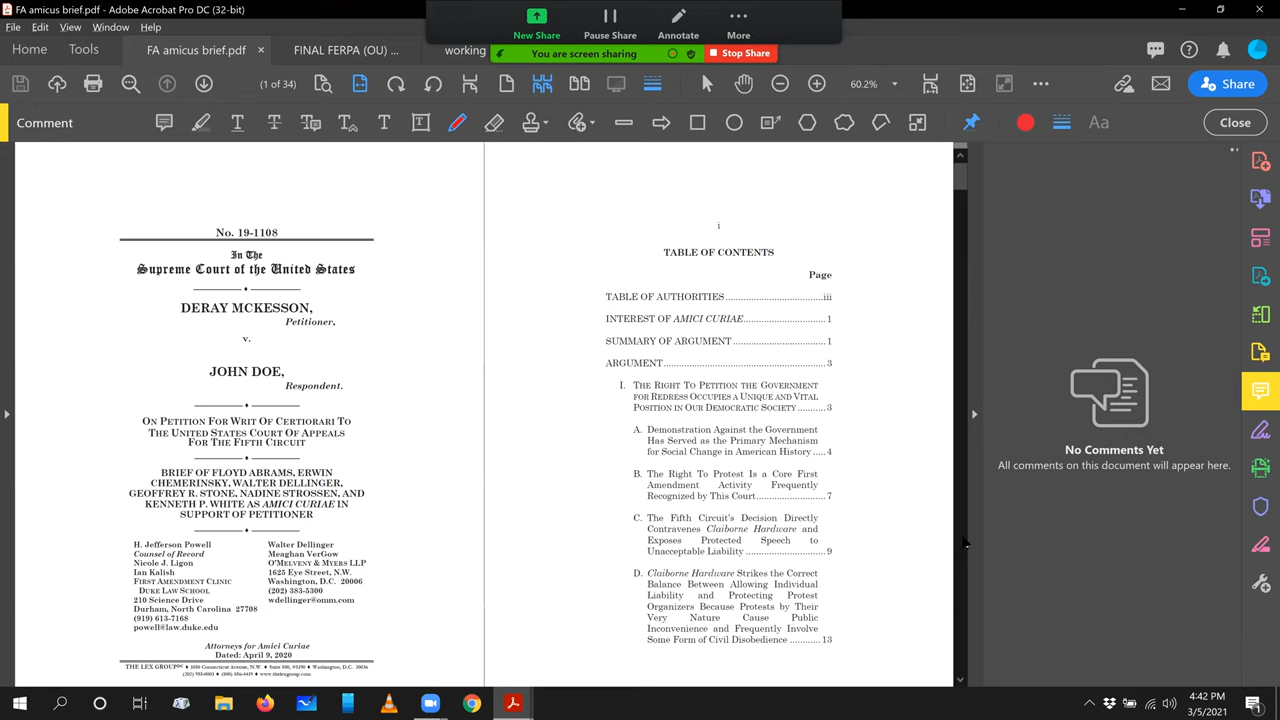 FA amicus brief.pdf - Adobe Acrobat Pro DC (32-bit)
File Edit View Window Help
New Share
Pause Share
Annotate
More
Home
Tools
FA amicus brief.pdf
FINAL FERPA (OU) ...
working
You are screen sharing
Stop Share
(1 of 34)
60.2%
Share
Comment
Close
No. 19-1108
In The
Supreme Court of the United States
DERAY MCKESSON,
Petitioner,
v.
JOHN DOE,
Respondent.
ON PETITION FOR WRIT OF CERTIORARI TO
THE UNITED STATES COURT OF APPEALS
FOR THE FIFTH CIRCUIT
BRIEF OF FLOYD ABRAMS, ERWIN
CHEMERINSKY, WALTER DELLINGER,
GEOFFREY R. STONE, NADINE STROSSEN, AND
KENNETH P. WHITE AS AMICI CURIAE IN
SUPPORT OF PETITIONER
H. Jefferson Powell
Counsel of Record
Nicole J. Ligon
Ian Kalish
FIRST AMENDMENT CLINIC
DUKE LAW SCHOOL
210 Science Drive
Durham, North Carolina 27708
(919) 613-7168
powell@law.duke.edu
Walter Dellinger
Meaghan VerGow
O'MELVENY & MYERS LLP
1625 Eye Street, N.W.
Washington, D.C. 20006
(202) 383-5300
wdellinger@omm.com
Attorneys for Amici Curiae
Dated: April 9, 2020
i
TABLE OF CONTENTS
Page
TABLE OF AUTHORITIES.....................................iii
INTEREST OF AMICI CURIAE................................1
SUMMARY OF ARGUMENT....................................1
ARGUMENT........................................................3
I. THE RIGHT TO PETITION THE GOVERNMENT
FOR REDRESS OCCUPIES A UNIQUE AND VITAL
POSITION IN OUR DEMOCRATIC SOCIETY...........3
A. Demonstration Against the Government
Has Served as the Primary Mechanism
for Social Change in American History.....4
B. The Right To Protest Is a Core First
Amendment Activity Frequently
Recognized by This Court........................7
C. The Fifth Circuit's Decision Directly
Contravenes Claiborne Hardware and
Exposes Protected Speech to
Unacceptable Liability............................9
D. Claiborne Hardware Strikes the Correct
Balance Between Allowing Individual
Liability and Protecting Protest
Organizers Because Protests by Their
Very Nature Cause Public
Inconvenience and Frequently Involve
Some Form of Civil Disobedience............13
No Comments Yet
All comments on this document will appear here.
4:42 PM
3/5/2021